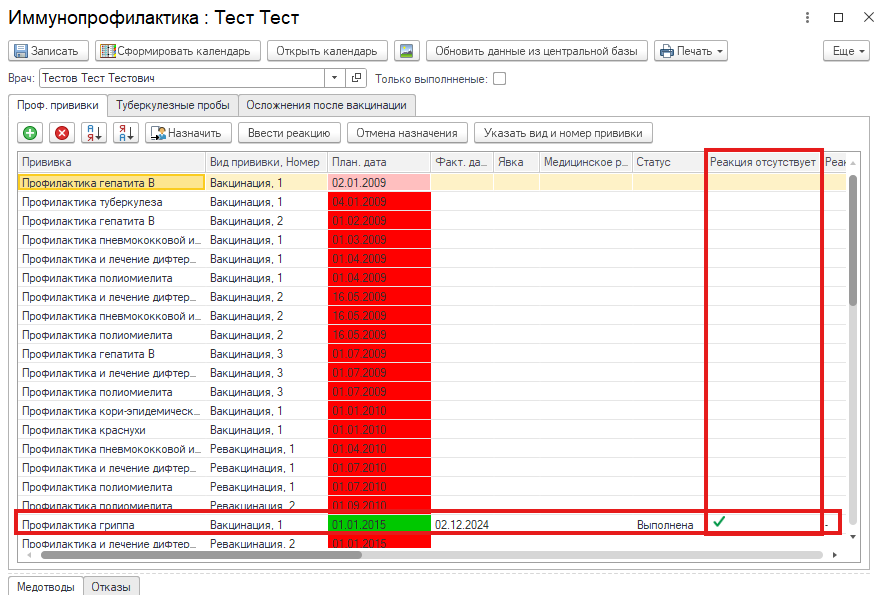 Иммунопрофилактика : Тест Тест
Записать Сформировать календарь Открыть календарь Обновить данные из центральной базы Печать Еще
Врач: Тестов Тест Тестович Только выполнненые:
Проф. прививки Туберкулезные пробы Осложнения после вакцинации
А Я Я А Назначить Ввести реакцию Отмена назначения Указать вид и номер прививки
Прививка Вид прививки, Номер План. дата Факт. да... Явка Медицинское р... Статус Реакция отсутствует Реак
Профилактика гепатита В Вакцинация, 1 02.01.2009
Профилактика туберкулеза Вакцинация, 1 04.01.2009
Профилактика гепатита В Вакцинация, 2 01.02.2009
Профилактика пневмококковой и... Вакцинация, 1 01.03.2009
Профилактика и лечение дифтер... Вакцинация, 1 01.04.2009
Профилактика полиомиелита Вакцинация, 1 01.04.2009
Профилактика и лечение дифтер... Вакцинация, 2 16.05.2009
Профилактика пневмококковой и... Вакцинация, 2 16.05.2009
Профилактика полиомиелита Вакцинация, 2 16.05.2009
Профилактика гепатита В Вакцинация, 3 01.07.2009
Профилактика и лечение дифтер... Вакцинация, 3 01.07.2009
Профилактика полиомиелита Вакцинация, 3 01.07.2009
Профилактика кори-эпидемическ... Вакцинация, 1 01.01.2010
Профилактика краснухи Вакцинация, 1 01.01.2010
Профилактика пневмококковой и... Ревакцинация, 1 01.04.2010
Профилактика и лечение дифтер... Ревакцинация, 1 01.07.2010
Профилактика полиомиелита Ревакцинация, 1 01.07.2010
Профилактика полиомиелита Ревакцинация, 2 01.09.2010
Профилактика гриппа Вакцинация, 1 01.01.2015 02.12.2024 Выполнена -
Профилактика и лечение дифтер... Ревакцинация, 2 01.01.2015
Медотводы Отказы